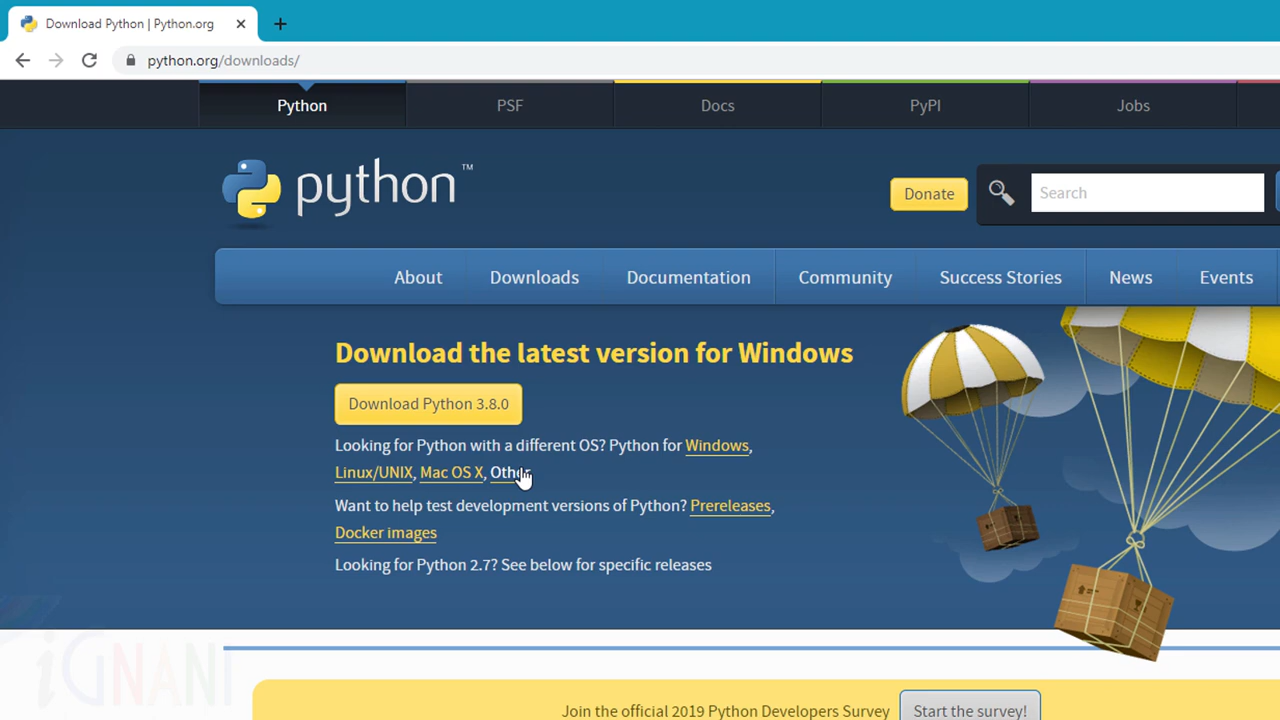 Download Python | Python.org
python.org/downloads/
Python PSF Docs PyPI Jobs
python™
Donate Search
About Downloads Documentation Community Success Stories News Events
Download the latest version for Windows
Download Python 3.8.0
Looking for Python with a different OS? Python for Windows,
Linux/UNIX, Mac OS X, Other
Want to help test development versions of Python? Prereleases,
Docker images
Looking for Python 2.7? See below for specific releases
iGNANI
Join the official 2019 Python Developers Survey Start the survey!